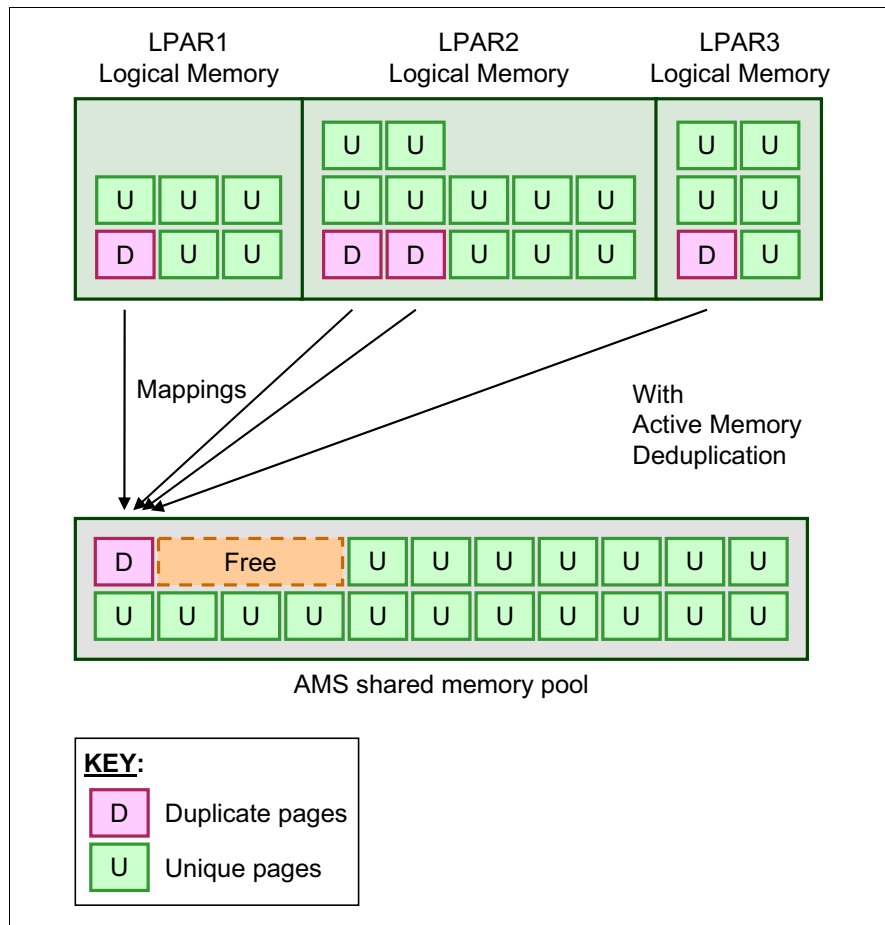 LPAR1 LPAR2 LPAR3
Logical Memory Logical Memory Logical Memory
U U U U
U U U U U U U U U U
D U U D D U U U D U
Mappings
With
Active Memory
Deduplication
D Free U U U U U U U
U U U U U U U U U U U
AMS shared memory pool
KEY:
D Duplicate pages
U Unique pages